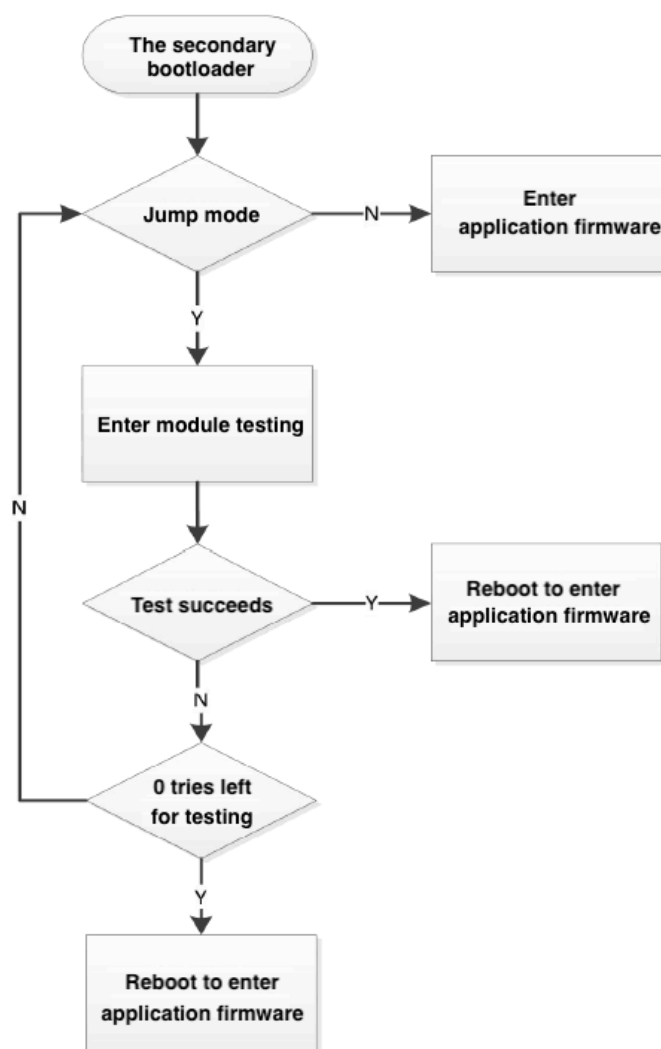 The secondary
bootloader
Jump mode
N
Enter
application firmware
Y
Enter module testing
N
Test succeeds
Y
Reboot to enter
application firmware
N
0 tries left
for testing
Y
Reboot to enter
application firmware